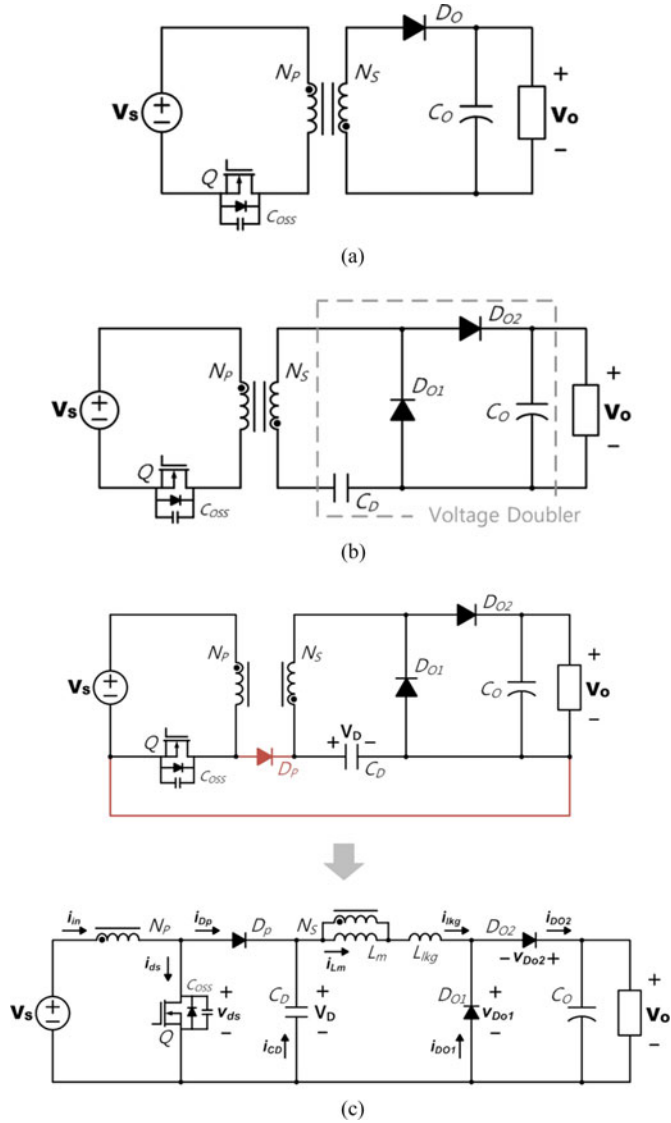 D_O
N_P N_S
V_s + − C_O + V_o −
Q
C_OSS
(a)
D_O2
N_P N_S
D_O1
V_s + − C_O + V_o −
Q
C_OSS C_D
Voltage Doubler
(b)
D_O2
N_P N_S
D_O1
V_s + − C_O + V_o −
Q + V_D −
C_OSS D_P C_D
i_in N_P i_Dp D_p N_S i_lkg D_O2 i_DO2
i_Lm L_m L_lkg − v_Do2 +
i_ds C_OSS
V_s + − + v_ds − C_D + V_D − D_O1 + v_Do1 − C_O + V_o −
Q i_CD i_DO1
(c)